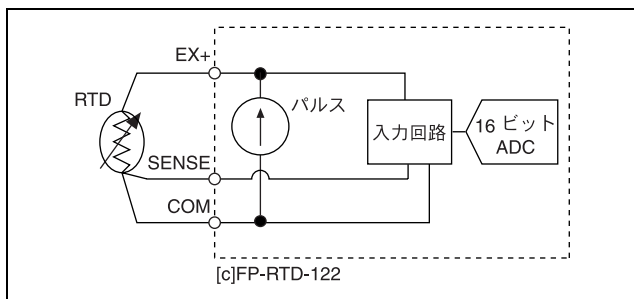 EX+
RTD
パルス
入力回路
16 ビット
ADC
SENSE
COM
[c]FP-RTD-122